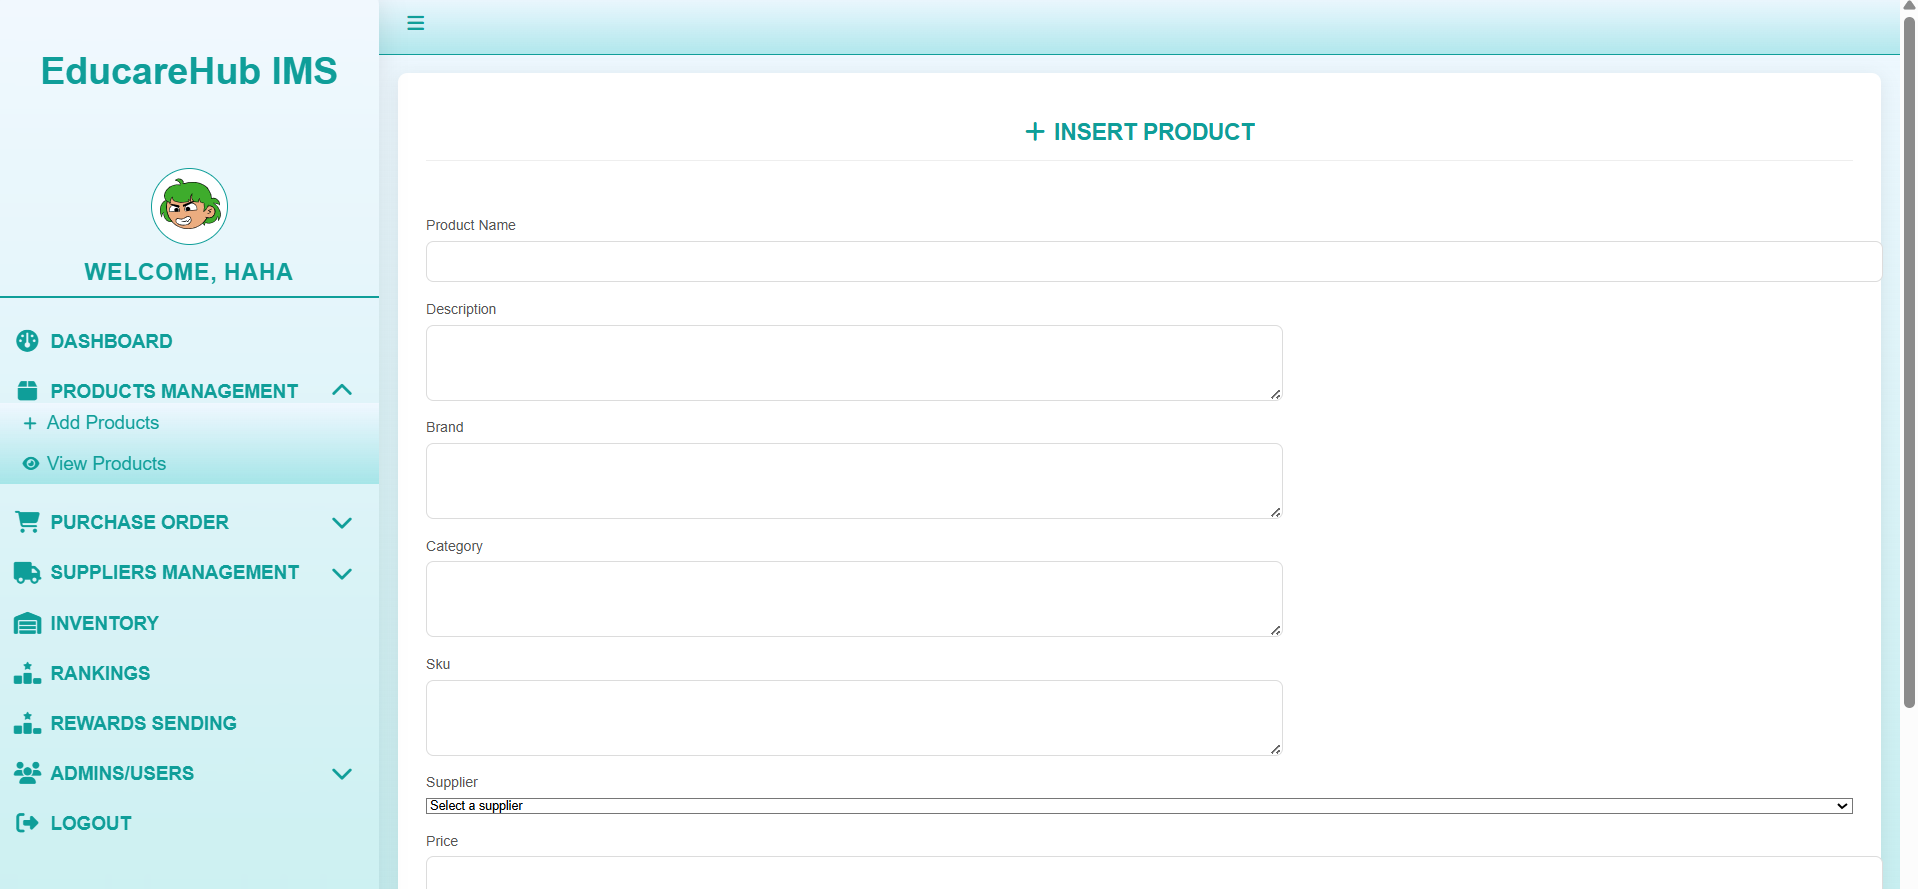 EducareHub IMS
WELCOME, HAHA
DASHBOARD
PRODUCTS MANAGEMENT
Add Products
View Products
PURCHASE ORDER
SUPPLIERS MANAGEMENT
INVENTORY
RANKINGS
REWARDS SENDING
ADMINS/USERS
LOGOUT
INSERT PRODUCT
Product Name
Description
Brand
Category
Sku
Supplier
Select a supplier
Price